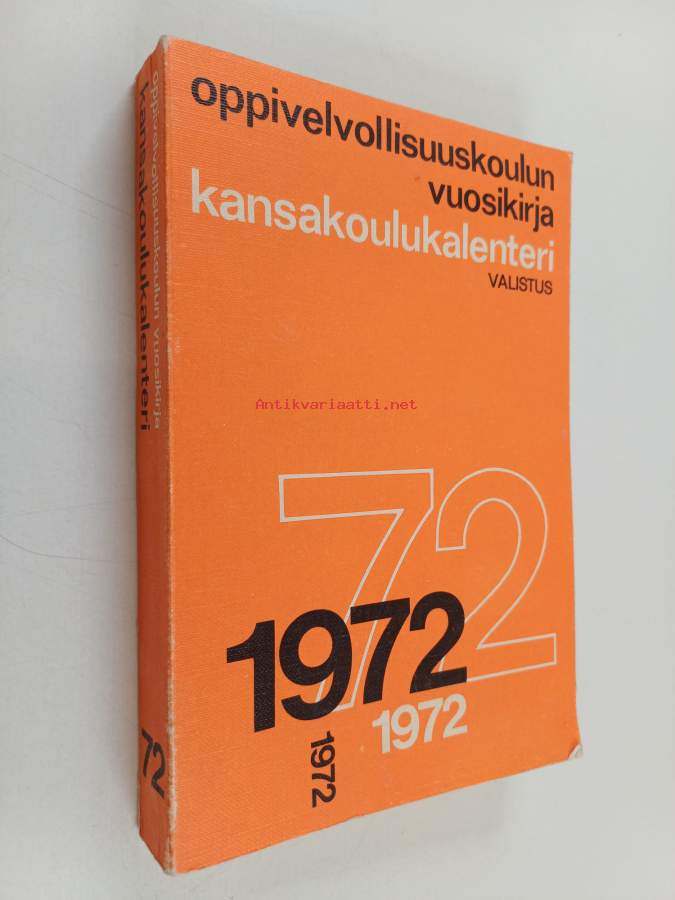 oppivelvollisuuskoulun
vuosikirja
kansakoulukalenteri
VALISTUS
Antikvariaatti.net
72
1972
1972
1972
oppivelvollisuuskoulun vuosikirja
kansakoulukalenteri
72